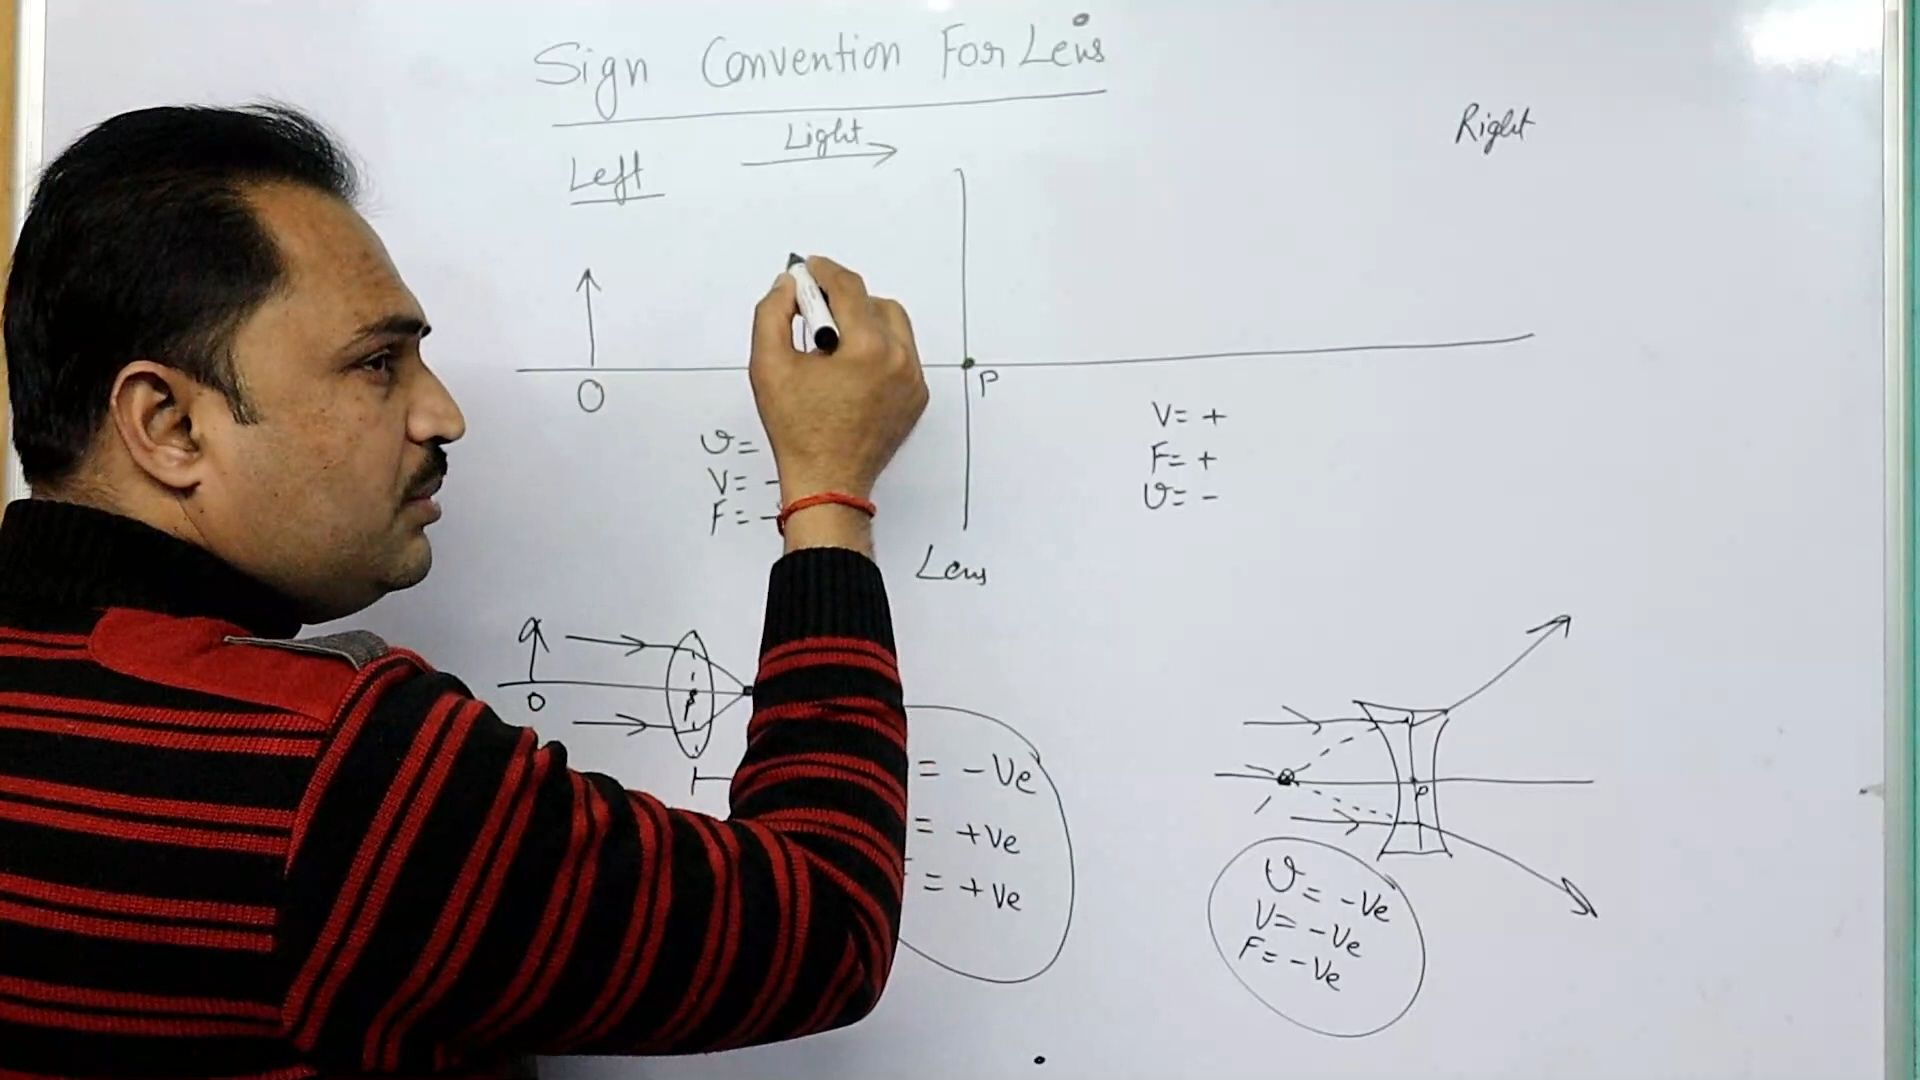 Sign Convention For Lens
Light
Left
Right
O
P
U=
V= -
F= -
V= +
F= +
U= -
Lens
O
P
= -Ve
= +Ve
= +Ve
P
U= -Ve
V= -Ve
F= -Ve